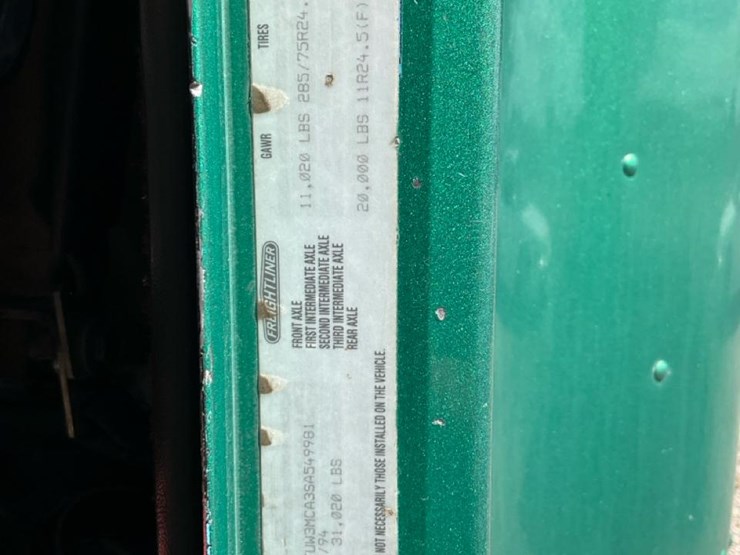 FREIGHTLINER GAWR TIRES
FRONT AXLE 11,020 LBS 285/75R24.
FIRST INTERMEDIATE AXLE
SECOND INTERMEDIATE AXLE
THIRD INTERMEDIATE AXLE
REAR AXLE 20,000 LBS 11R24.5(F)
UW3MCA3SA549981
94
31,020 LBS
NOT NECESSARILY THOSE INSTALLED ON THE VEHICLE.